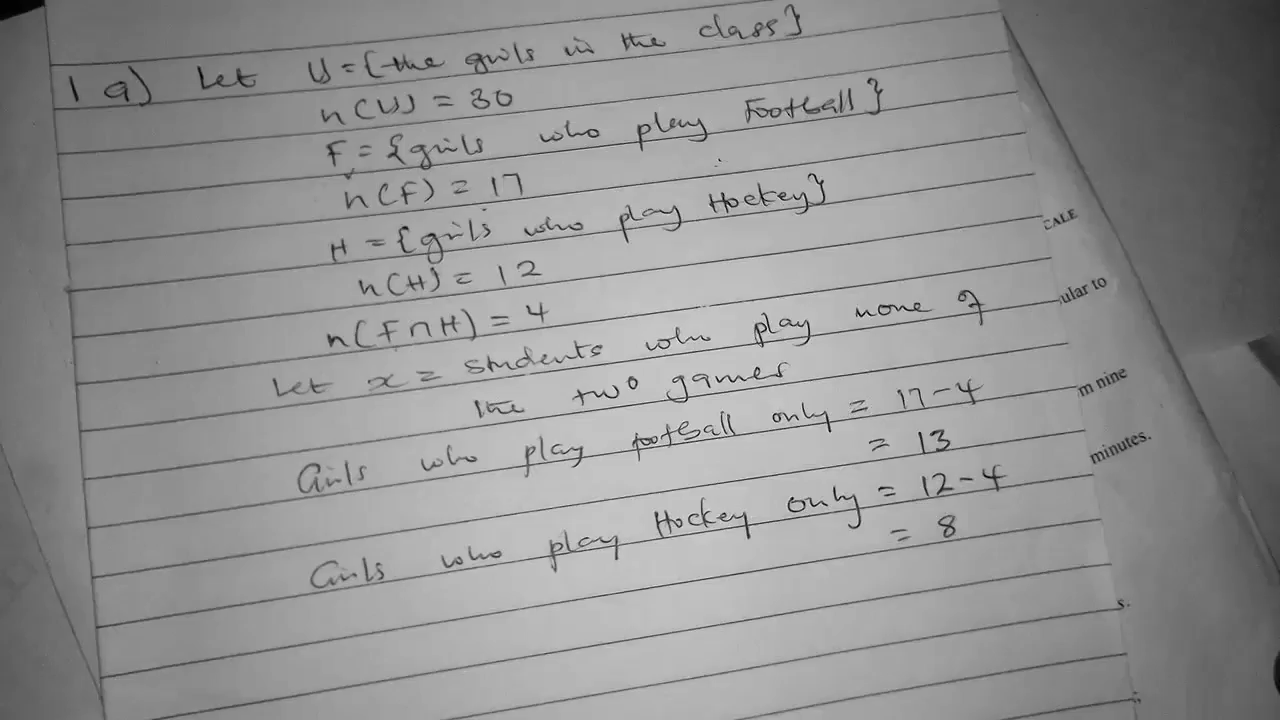 1 a) Let U = {the girls in the class}
n(U) = 30
F = {girls who play Football}
n(F) = 17
H = {girls who play Hockey}
n(H) = 12
n(F∩H) = 4
Let x = students who play none of
the two games
Girls who play football only = 17-4
= 13
Girls who play Hockey only = 12-4
= 8
CALE
ular to
m nine
minutes.
s.